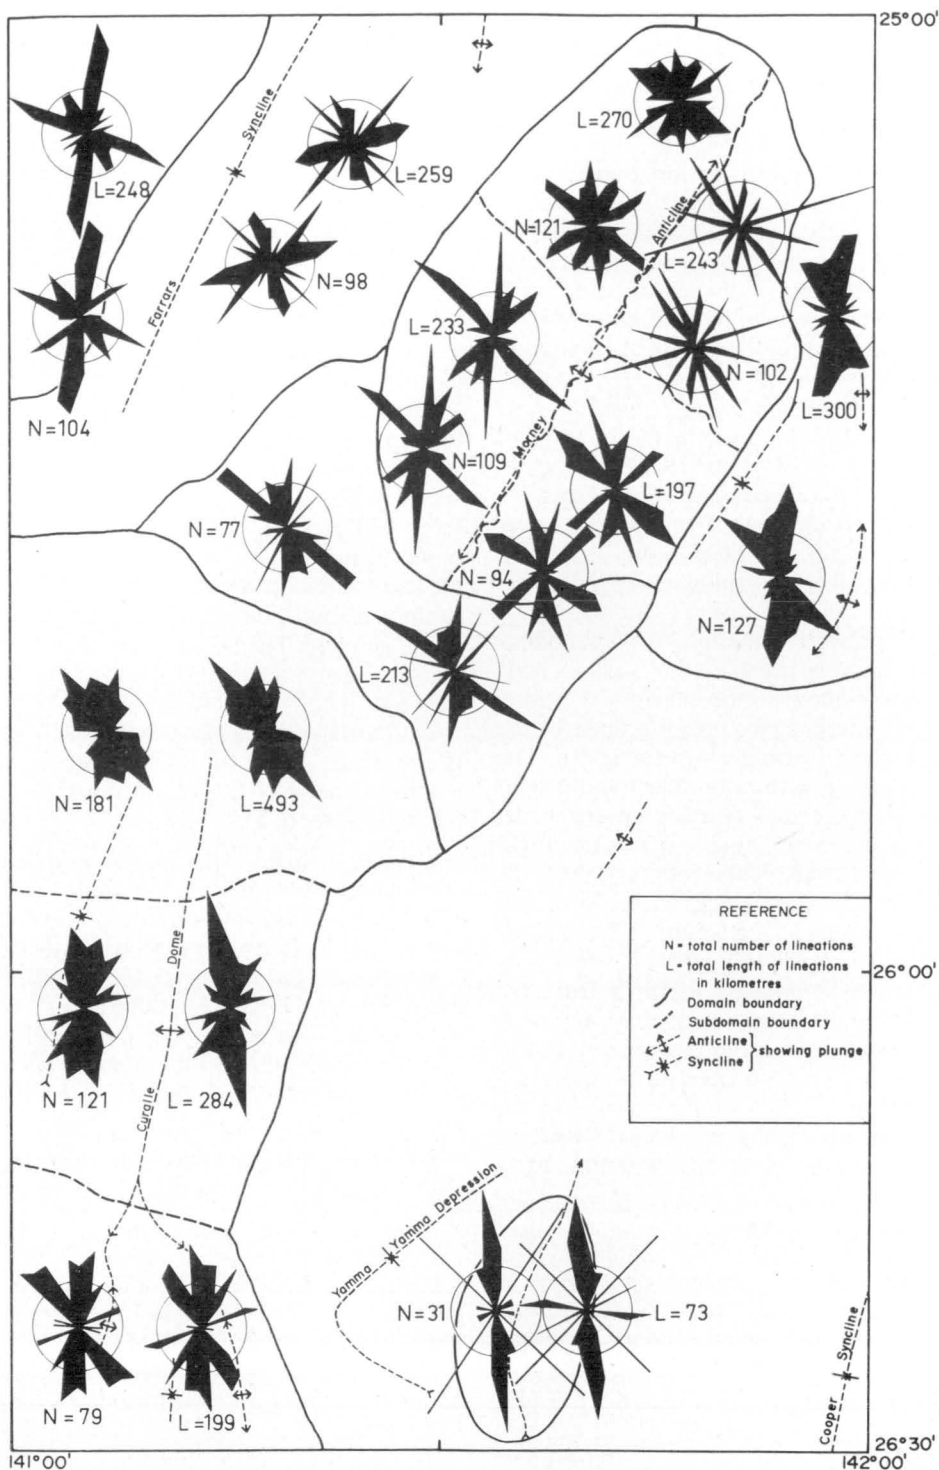 25°00'
Syncline
L=270
L=248
L=259
N=121
Anticline
L=243
N=98
Farrars
L=233
N=102
L=300
N=104
Morney
N=109
L=197
N=77
N=94
N=127
L=213
N=181
L=493
REFERENCE
N = total number of lineations
L = total length of lineations
in kilometres
Domain boundary
Subdomain boundary
Anticline
Syncline
showing plunge
Dome
26°00'
N=121
L=284
Curalle
Yamma Yamma Depression
N=31
L=73
Cooper Syncline
N=79
L=199
141°00'
26°30'
142°00'